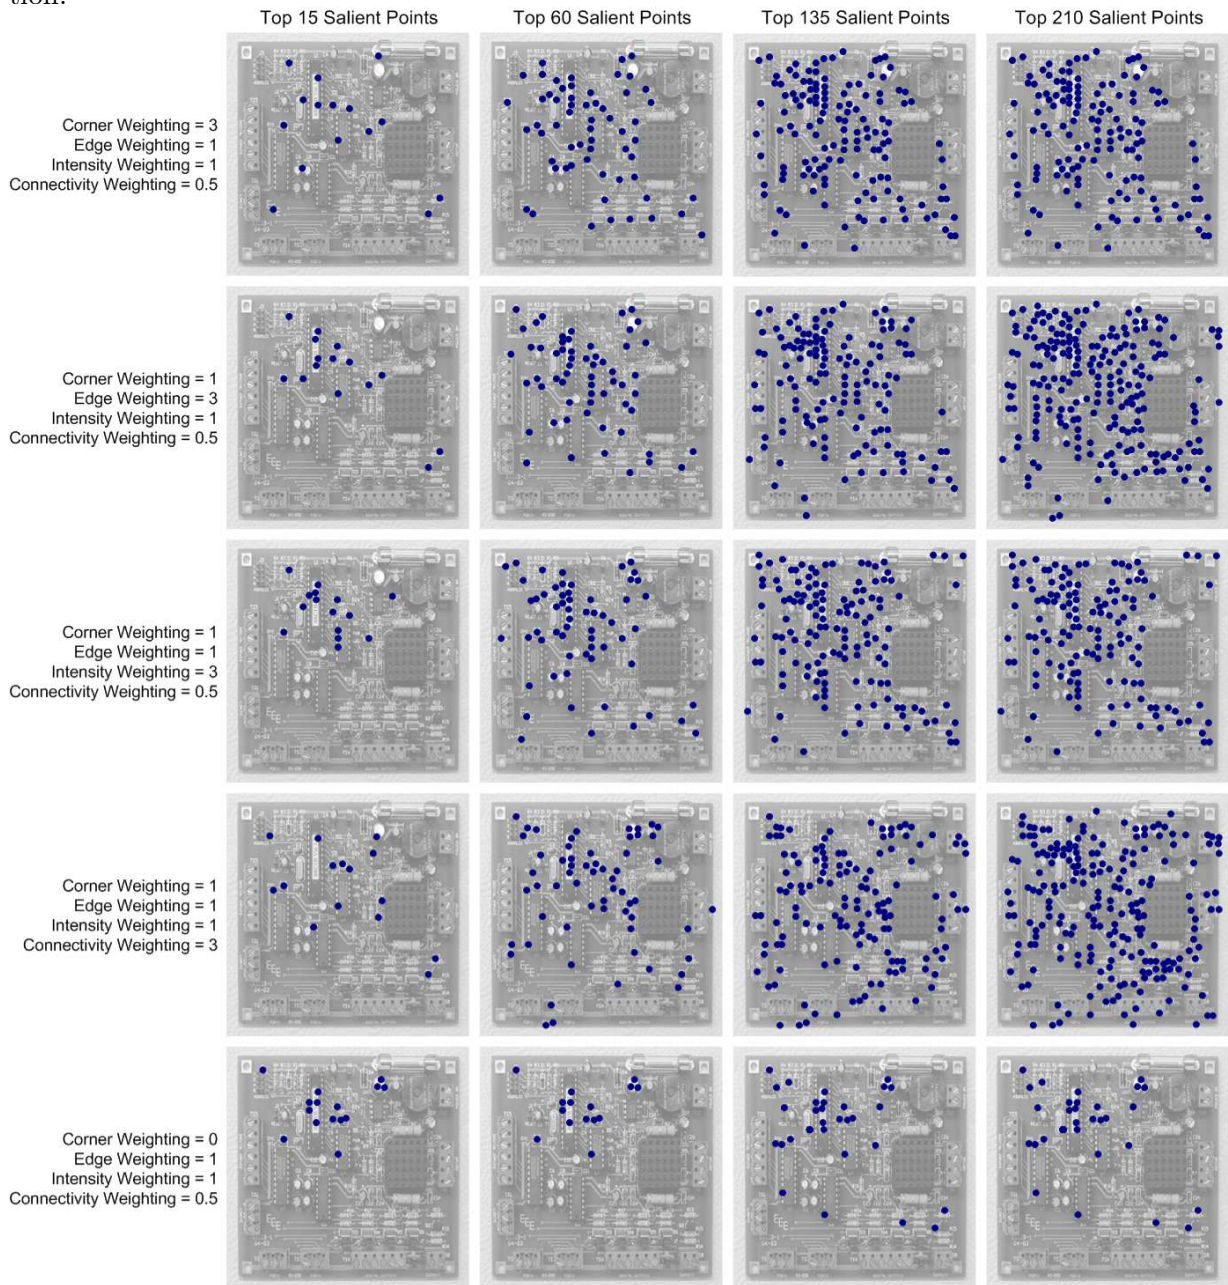 tion.
Top 15 Salient Points Top 60 Salient Points Top 135 Salient Points Top 210 Salient Points
Corner Weighting = 3
Edge Weighting = 1
Intensity Weighting = 1
Connectivity Weighting = 0.5
Corner Weighting = 1
Edge Weighting = 3
Intensity Weighting = 1
Connectivity Weighting = 0.5
Corner Weighting = 1
Edge Weighting = 1
Intensity Weighting = 3
Connectivity Weighting = 0.5
Corner Weighting = 1
Edge Weighting = 1
Intensity Weighting = 1
Connectivity Weighting = 3
Corner Weighting = 0
Edge Weighting = 1
Intensity Weighting = 1
Connectivity Weighting = 0.5